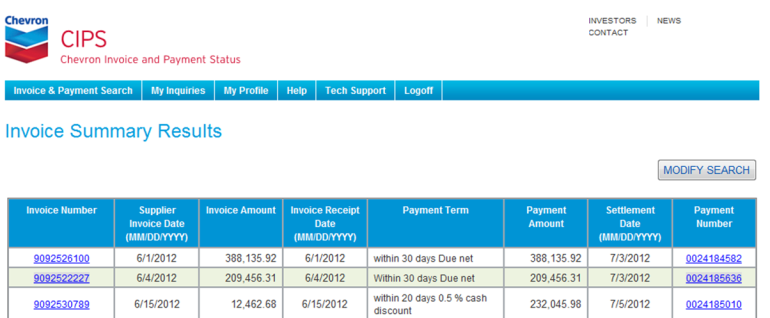 Chevron
CIPS
Chevron Invoice and Payment Status
INVESTORS NEWS
CONTACT
Invoice & Payment Search My Inquiries My Profile Help Tech Support Logoff
Invoice Summary Results
MODIFY SEARCH
Invoice Number Supplier Invoice Date (MM/DD/YYYY) Invoice Amount Invoice Receipt Date (MM/DD/YYYY) Payment Term Payment Amount Settlement Date (MM/DD/YYYY) Payment Number
9092526100 6/1/2012 388,135.92 6/1/2012 within 30 days Due net 388,135.92 7/3/2012 0024184582
9092522227 6/4/2012 209,456.31 6/4/2012 Within 30 days Due net 209,456.31 7/3/2012 0024185636
9092530789 6/15/2012 12,462.68 6/15/2012 within 20 days 0.5 % cash discount 232,045.98 7/5/2012 0024185010